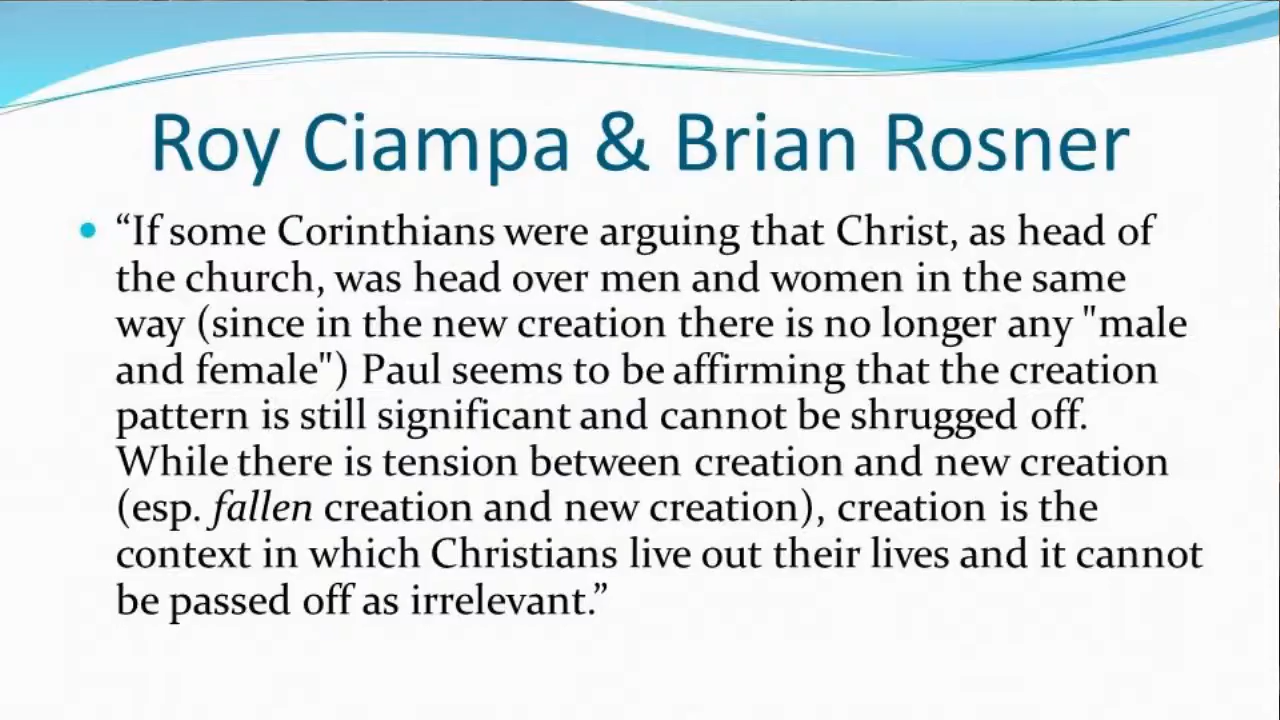 Roy Ciampa & Brian Rosner
• “If some Corinthians were arguing that Christ, as head of
the church, was head over men and women in the same
way (since in the new creation there is no longer any "male
and female") Paul seems to be affirming that the creation
pattern is still significant and cannot be shrugged off.
While there is tension between creation and new creation
(esp. fallen creation and new creation), creation is the
context in which Christians live out their lives and it cannot
be passed off as irrelevant.”